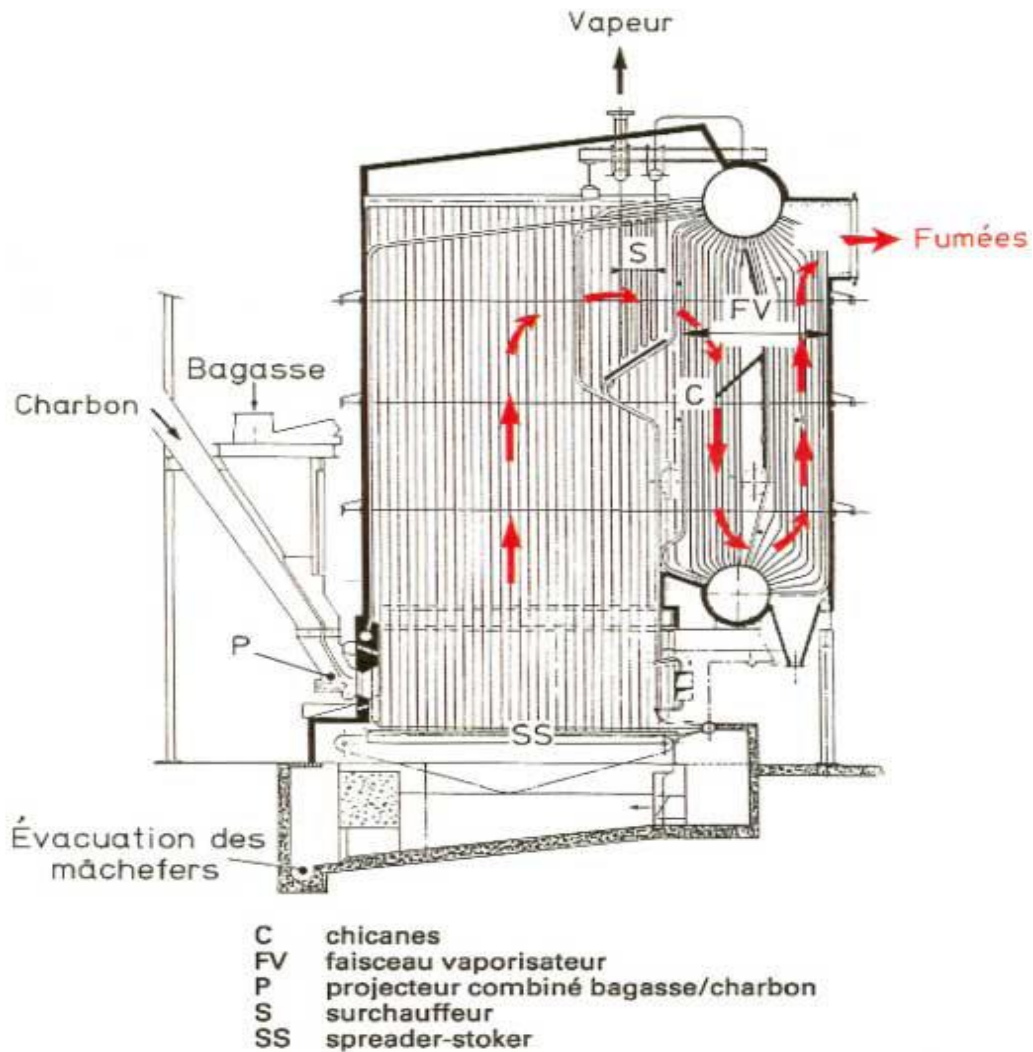 Vapeur
Fumées
S
FV
Bagasse
Charbon
C
P
SS
Évacuation des
mâchefers
C chicanes
FV faisceau vaporisateur
P projecteur combiné bagasse/charbon
S surchauffeur
SS spreader-stoker